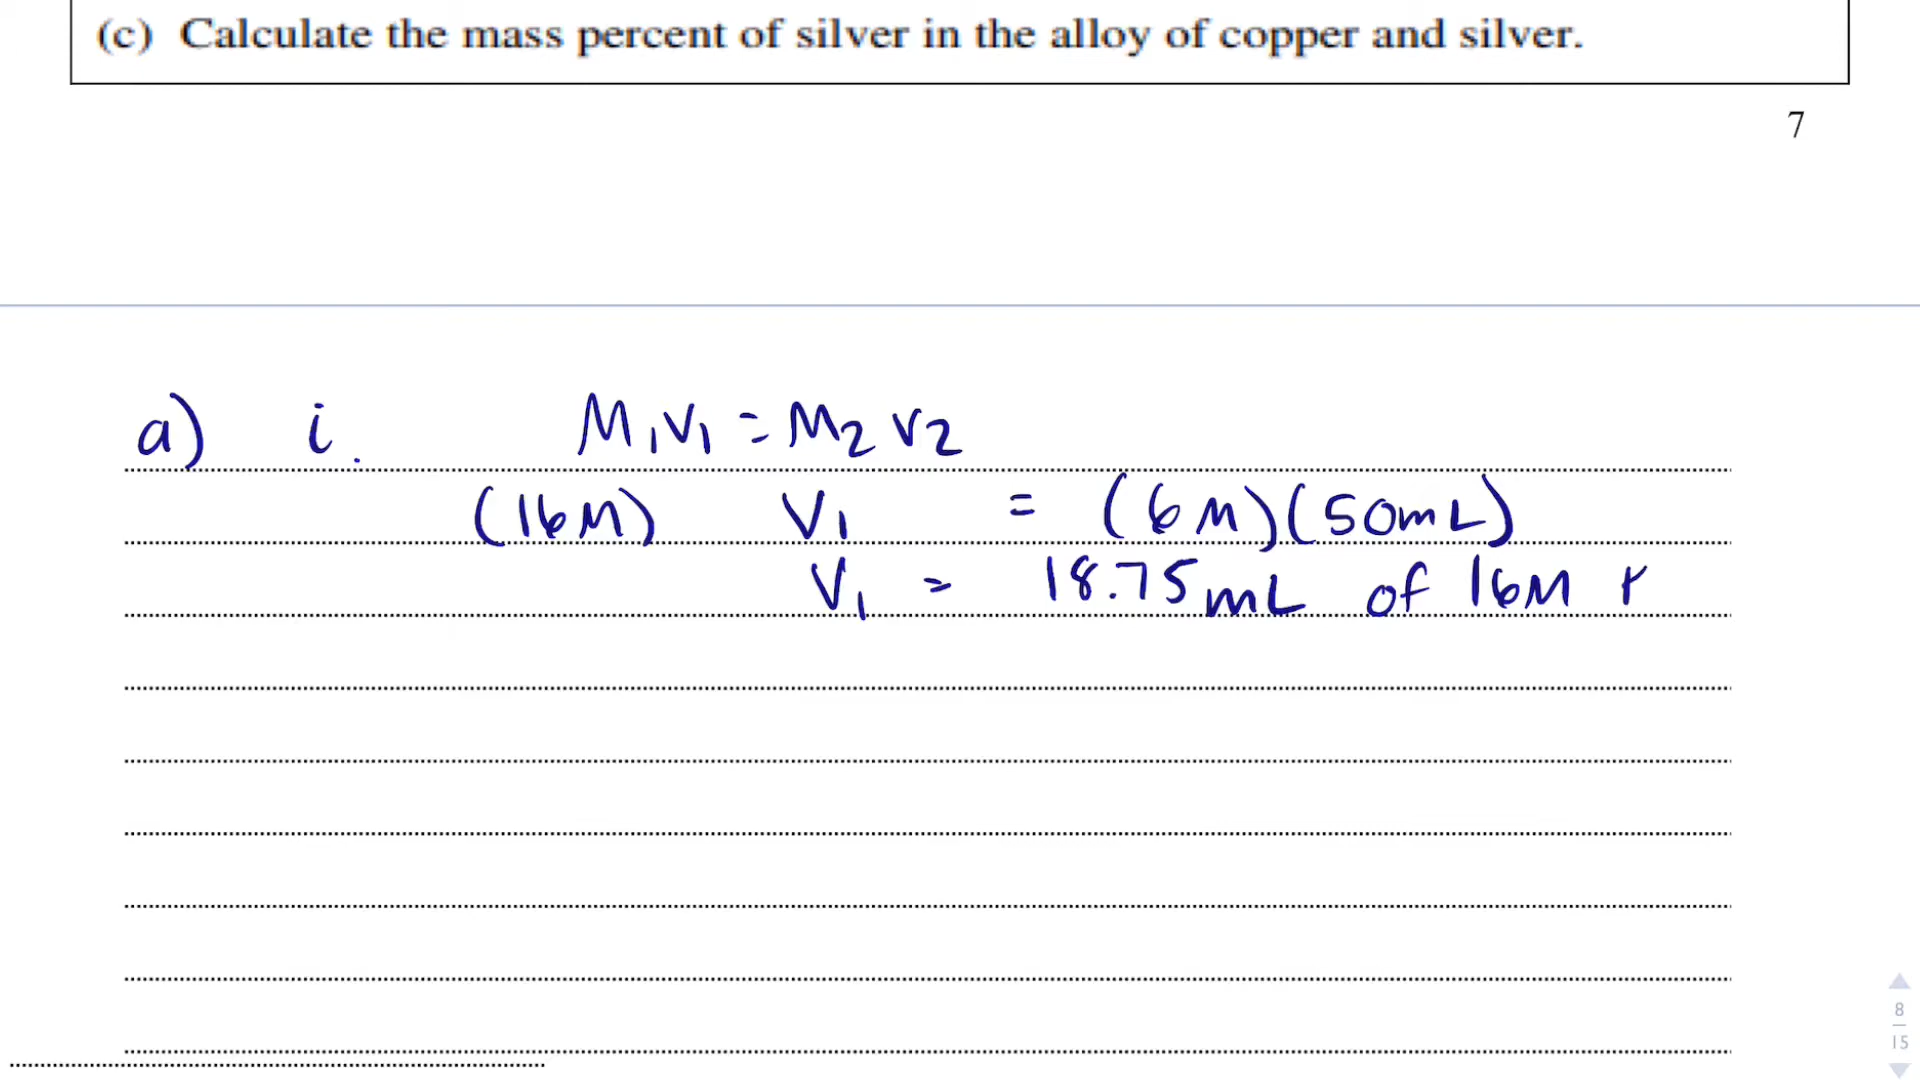 (c) Calculate the mass percent of silver in the alloy of copper and silver.
7
a) i. M₁V₁ = M₂V₂
(16M) V₁ = (6M)(50mL)
V₁ = 18.75mL of 16M
8
15